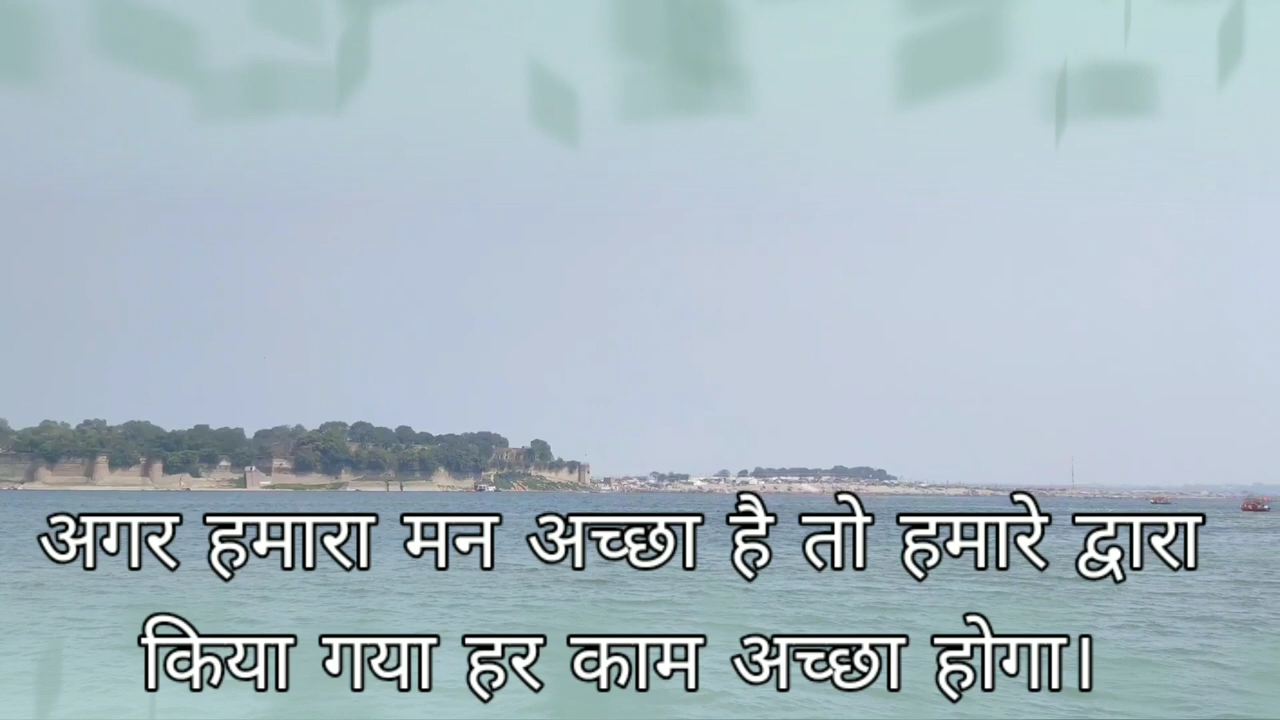 अगर हमारा मन अच्छा है तो हमारे द्वारा
किया गया हर काम अच्छा होगा।